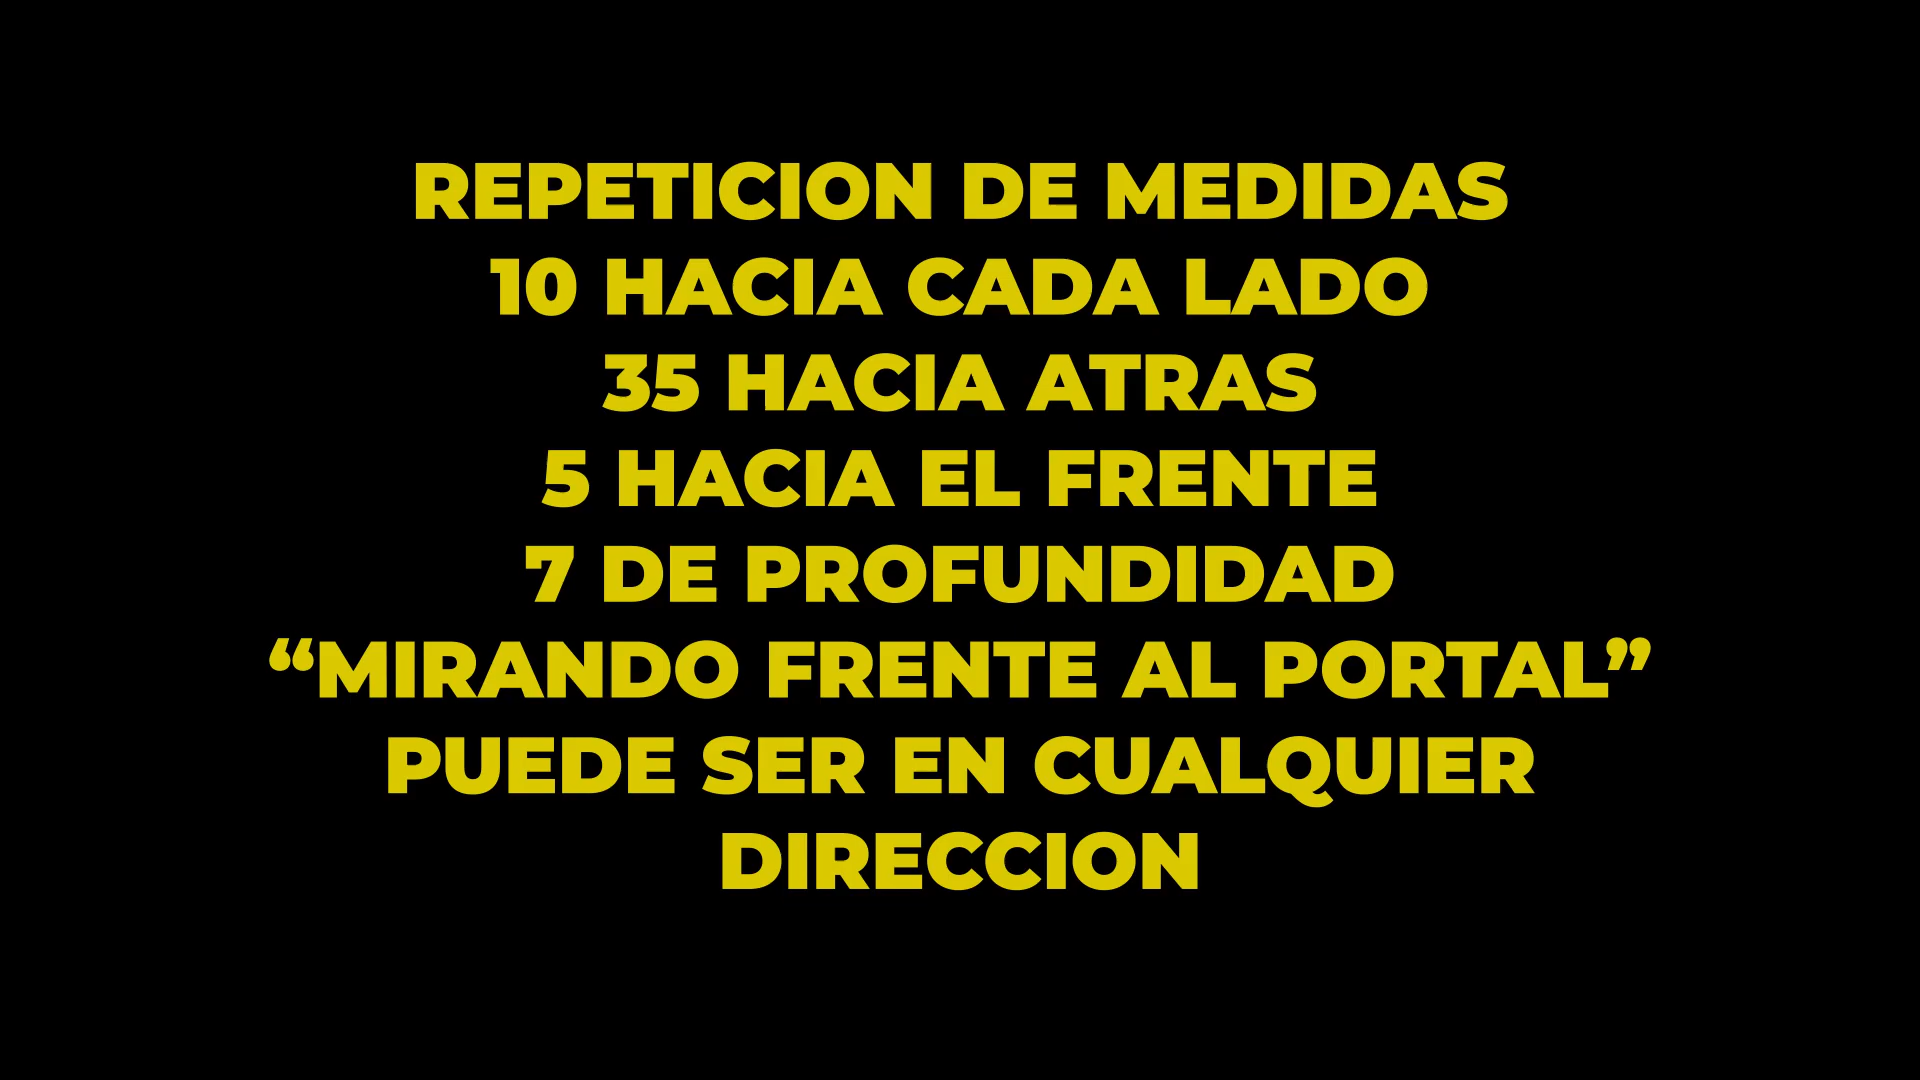 REPETICION DE MEDIDAS
10 HACIA CADA LADO
35 HACIA ATRAS
5 HACIA EL FRENTE
7 DE PROFUNDIDAD
“MIRANDO FRENTE AL PORTAL”
PUEDE SER EN CUALQUIER
DIRECCION